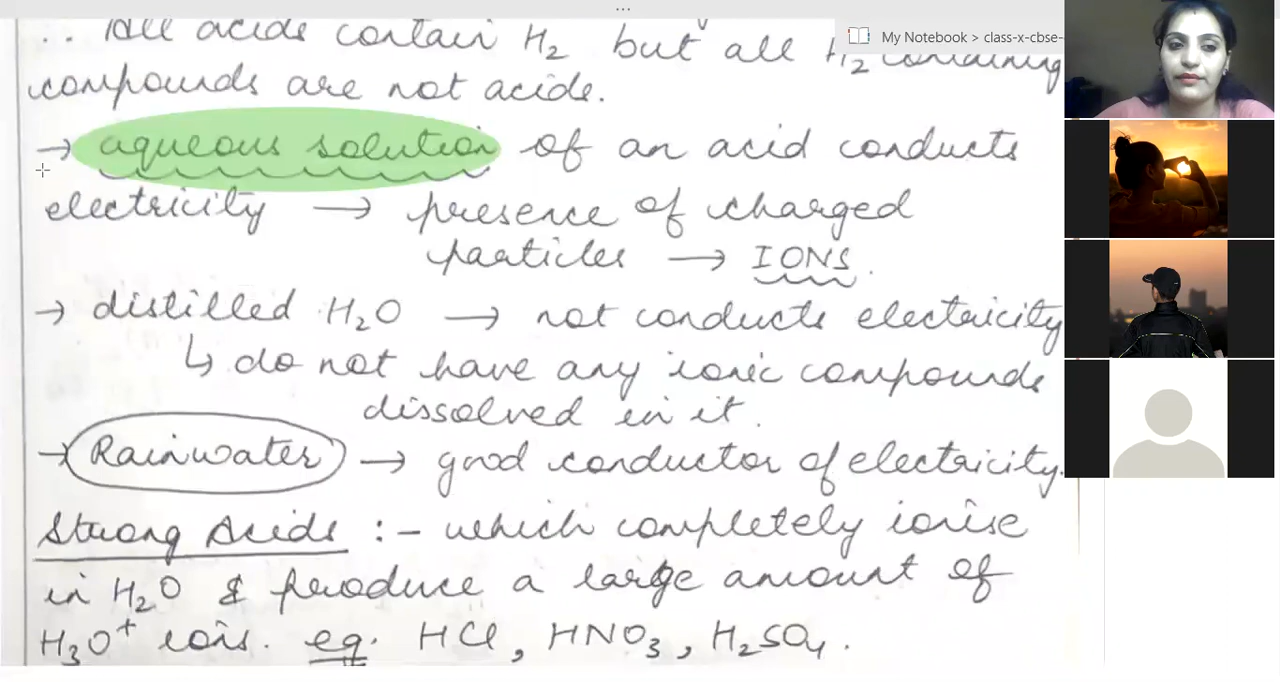 ...
∴ All acids contain H₂ but all H₂ containing
My Notebook > class-x-cbse-
compounds are not acids.
→ aqueous solution of an acid conducts
electricity → presence of charged
particles → IONS.
→ distilled H₂O → not conducts electricity
↳ do not have any ionic compounds
dissolved in it.
→ Rainwater → good conductor of electricity.
Strong Acids :- which completely ionise
in H₂O & produce a large amount of
H₃O⁺ ions. eg. HCl, HNO₃, H₂SO₄.